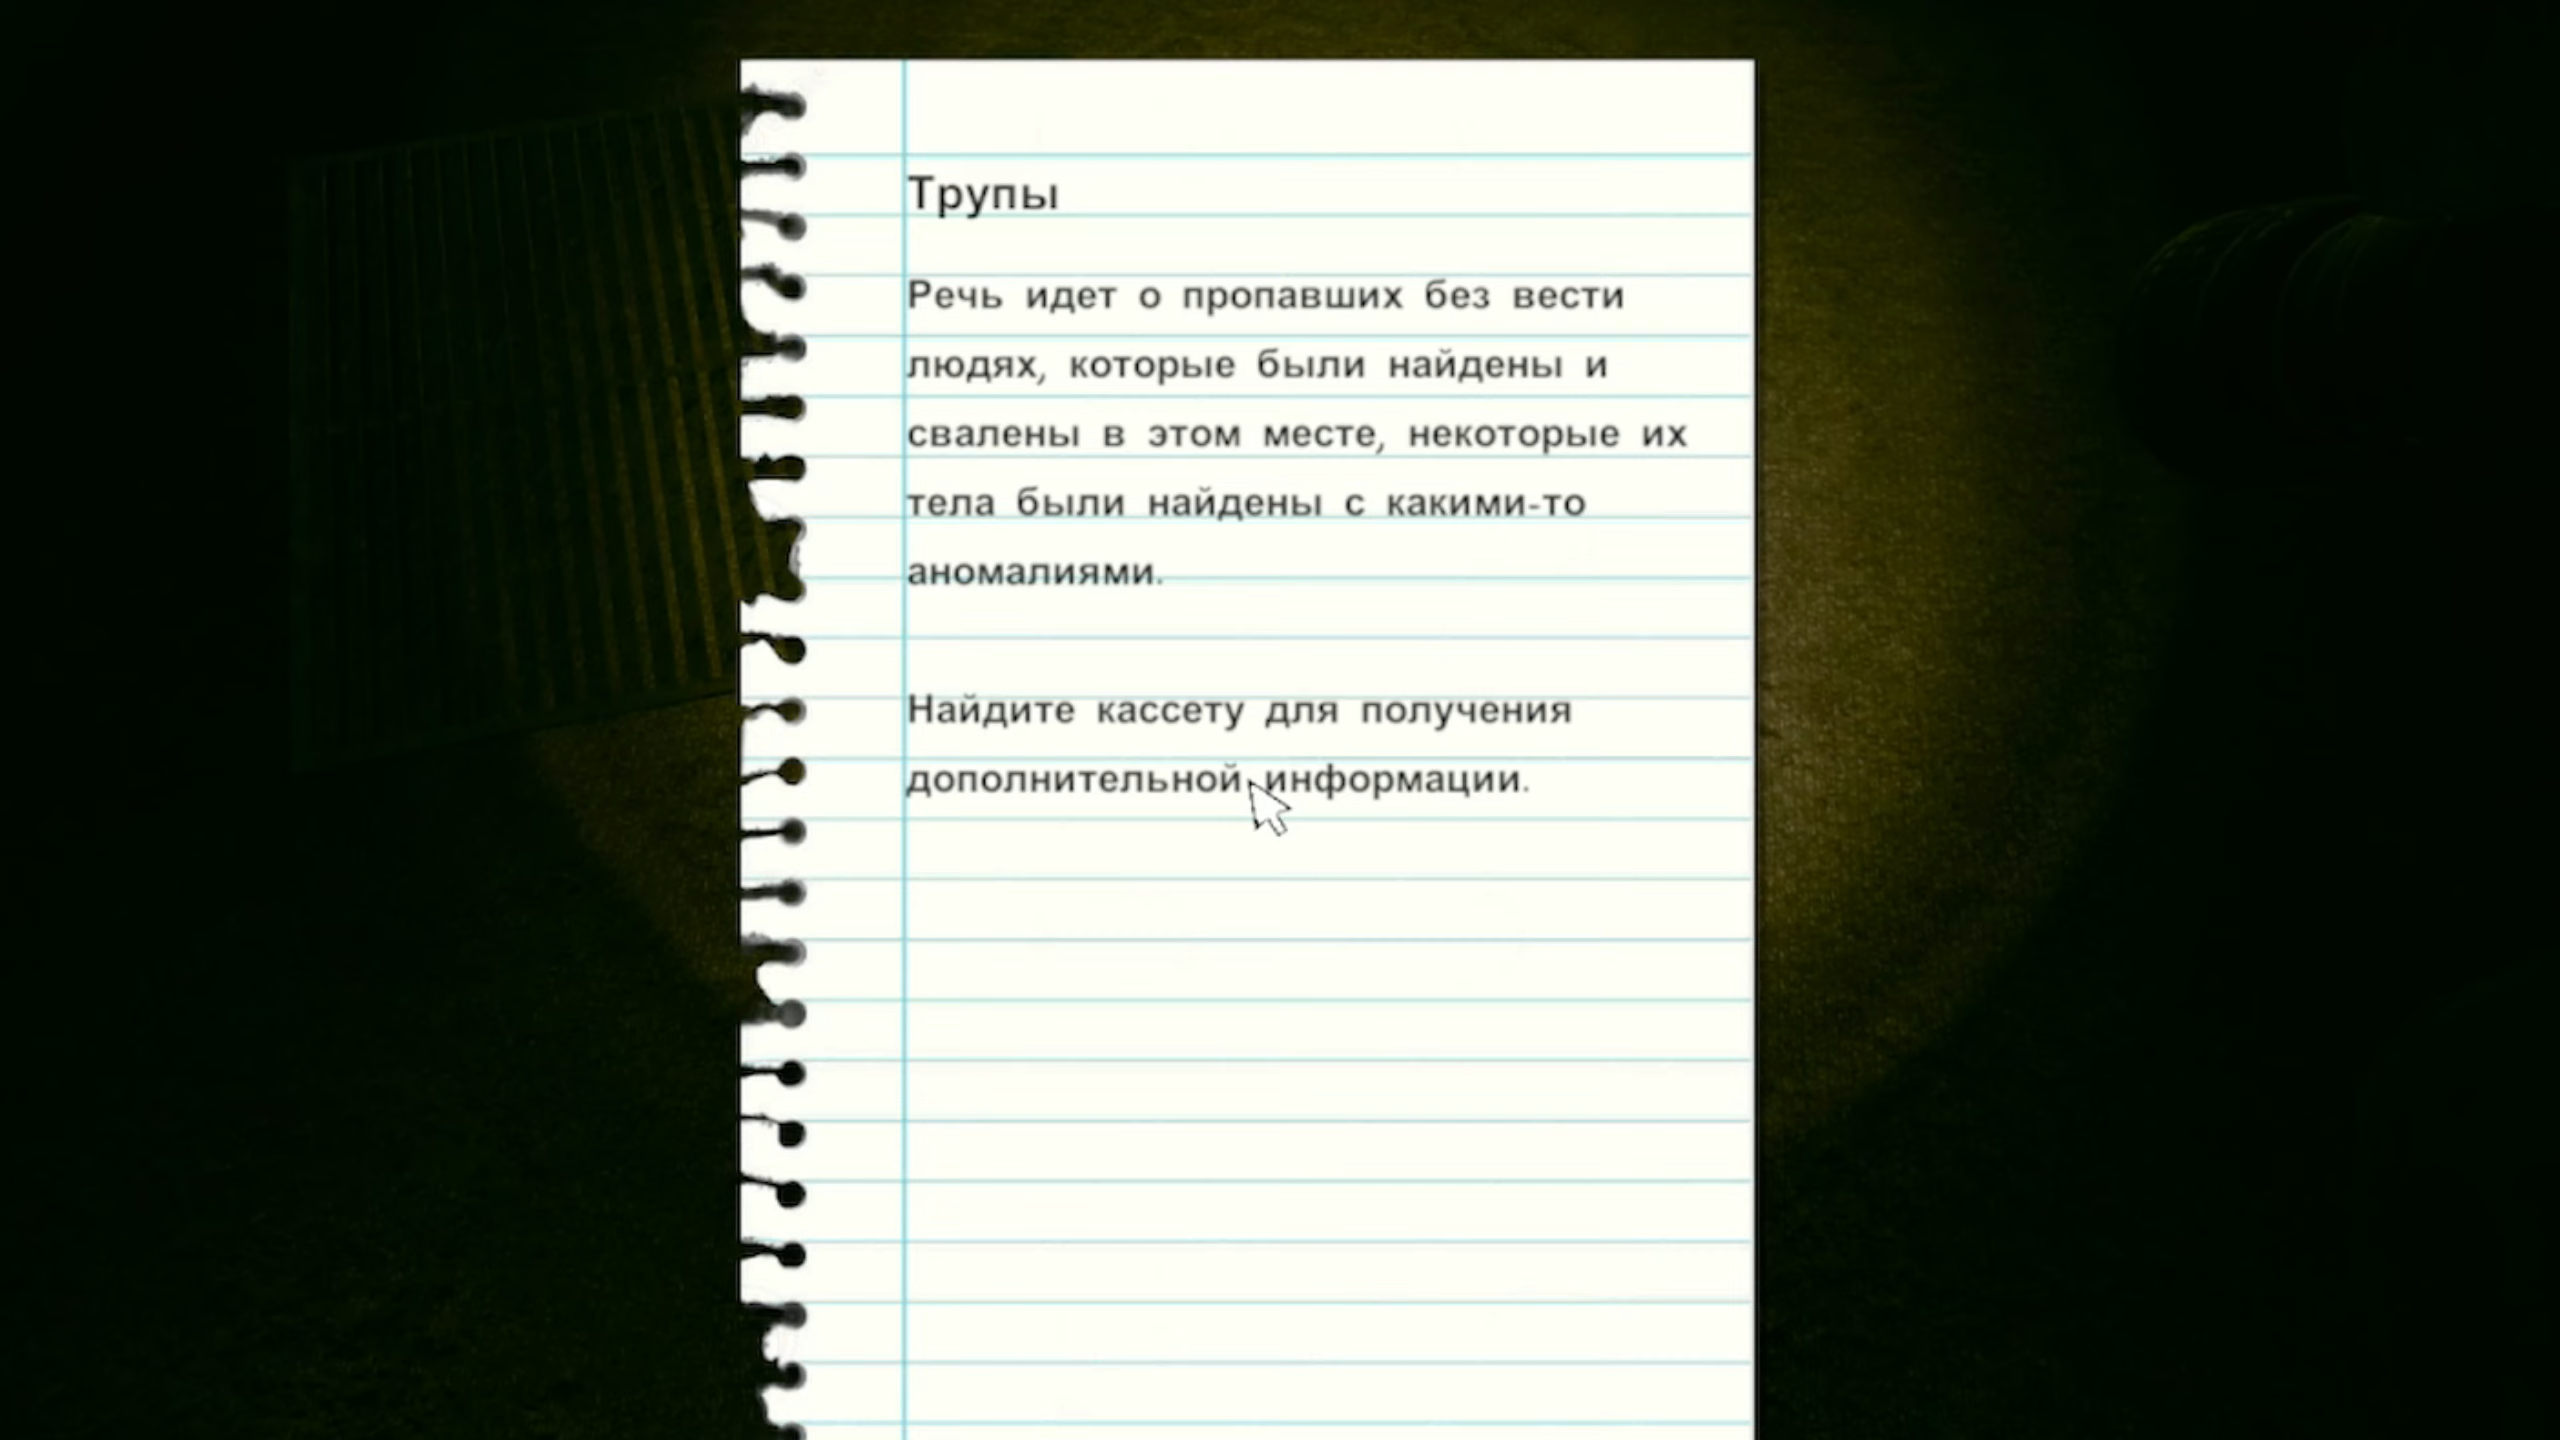 Трупы
Речь идет о пропавших без вести
людях, которые были найдены и
свалены в этом месте, некоторые их
тела были найдены с какими-то
аномалиями.
Найдите кассету для получения
дополнительной информации.